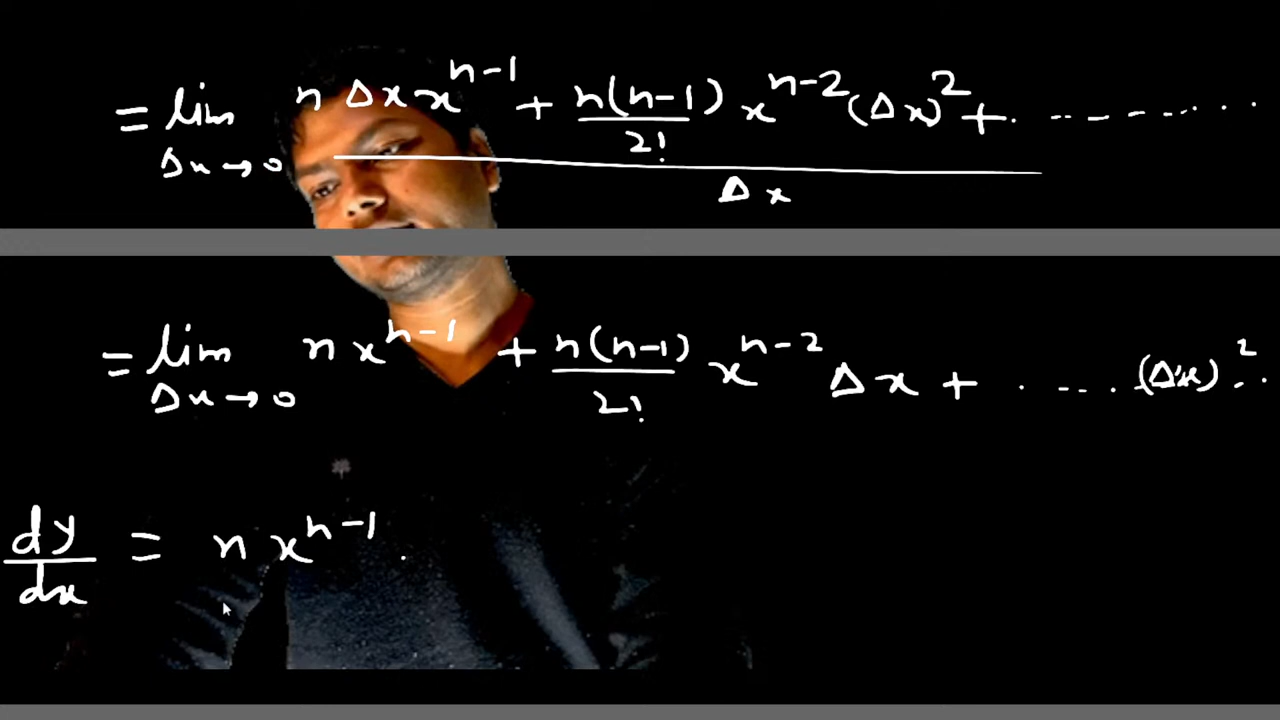 = lim Δx→0 n Δx x^{n-1} + n(n-1)/2! x^{n-2} (Δx)^2 + ........ / Δx
= lim Δx→0 n x^{n-1} + n(n-1)/2! x^{n-2} Δx + ..... (Δx)^2 ...
dy/dx = n x^{n-1}.